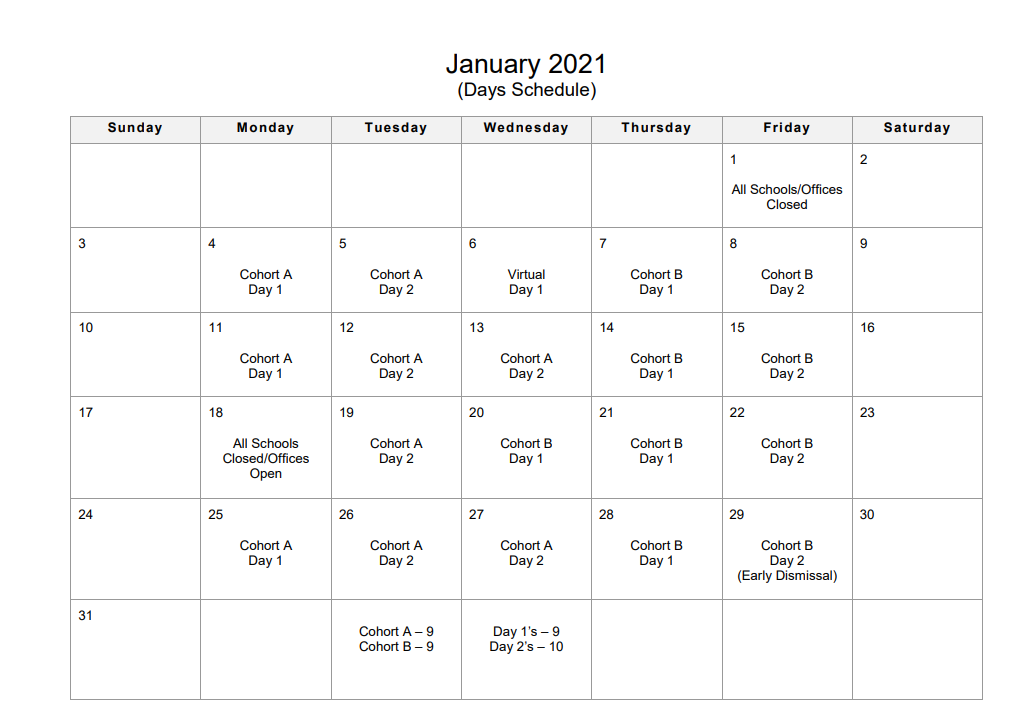 January 2021
(Days Schedule)
Sunday Monday Tuesday Wednesday Thursday Friday Saturday
1 2
All Schools/Offices
Closed
3 4 5 6 7 8 9
Cohort A Cohort A Virtual Cohort B Cohort B
Day 1 Day 2 Day 1 Day 1 Day 2
10 11 12 13 14 15 16
Cohort A Cohort A Cohort A Cohort B Cohort B
Day 1 Day 2 Day 2 Day 1 Day 2
17 18 19 20 21 22 23
All Schools Cohort A Cohort B Cohort B Cohort B
Closed/Offices Day 2 Day 1 Day 1 Day 2
Open
24 25 26 27 28 29 30
Cohort A Cohort A Cohort A Cohort B Cohort B
Day 1 Day 2 Day 2 Day 1 Day 2
(Early Dismissal)
31
Cohort A – 9 Day 1's – 9
Cohort B – 9 Day 2's – 10